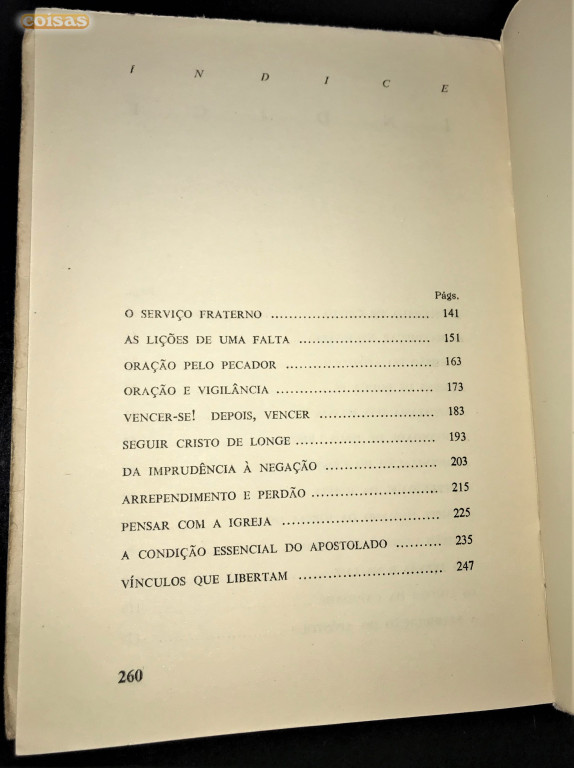 coisas
Í N D I C E
Págs.
O SERVIÇO FRATERNO .................................. 141
AS LIÇÕES DE UMA FALTA ............................ 151
ORAÇÃO PELO PECADOR ............................... 163
ORAÇÃO E VIGILÂNCIA .................................. 173
VENCER-SE! DEPOIS, VENCER ......................... 183
SEGUIR CRISTO DE LONGE .............................. 193
DA IMPRUDÊNCIA À NEGAÇÃO ........................ 203
ARREPENDIMENTO E PERDÃO ........................... 215
PENSAR COM A IGREJA .................................. 225
A CONDIÇÃO ESSENCIAL DO APOSTOLADO .......... 235
VÍNCULOS QUE LIBERTAM ............................... 247
260